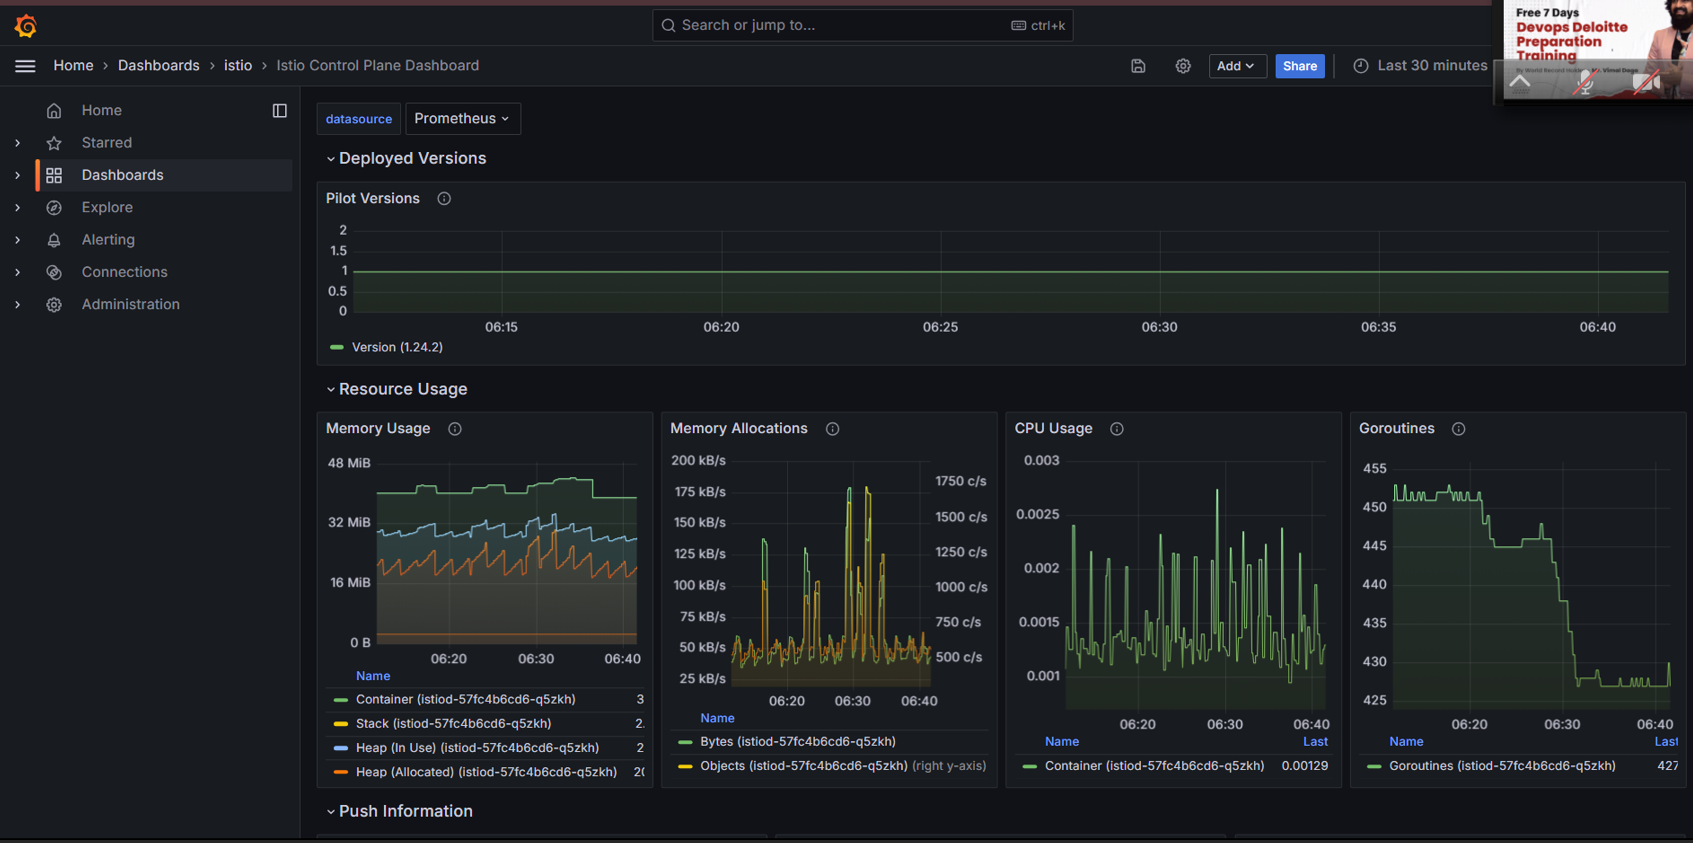 Search or jump to... ctrl+k
Free 7 Days
Devops Deloitte
Preparation
Training
Home › Dashboards › istio › Istio Control Plane Dashboard
Add
Share
Last 30 minutes
Home
Starred
Dashboards
Explore
Alerting
Connections
Administration
datasource Prometheus
Deployed Versions
Pilot Versions
2
1.5
1
0.5
0
06:15 06:20 06:25 06:30 06:35 06:40
Version (1.24.2)
Resource Usage
Memory Usage
48 MiB
32 MiB
16 MiB
0 B
06:20 06:30 06:40
Name
Container (istiod-57fc4b6cd6-q5zkh) 3
Stack (istiod-57fc4b6cd6-q5zkh) 2.
Heap (In Use) (istiod-57fc4b6cd6-q5zkh) 2
Heap (Allocated) (istiod-57fc4b6cd6-q5zkh) 20
Memory Allocations
200 kB/s
175 kB/s
150 kB/s
125 kB/s
100 kB/s
75 kB/s
50 kB/s
25 kB/s
1750 c/s
1500 c/s
1250 c/s
1000 c/s
750 c/s
500 c/s
06:20 06:30 06:40
Name
Bytes (istiod-57fc4b6cd6-q5zkh)
Objects (istiod-57fc4b6cd6-q5zkh) (right y-axis)
CPU Usage
0.003
0.0025
0.002
0.0015
0.001
06:20 06:30 06:40
Name Last
Container (istiod-57fc4b6cd6-q5zkh) 0.00129
Goroutines
455
450
445
440
435
430
425
06:20 06:30 06:40
Name Last
Goroutines (istiod-57fc4b6cd6-q5zkh) 427
Push Information